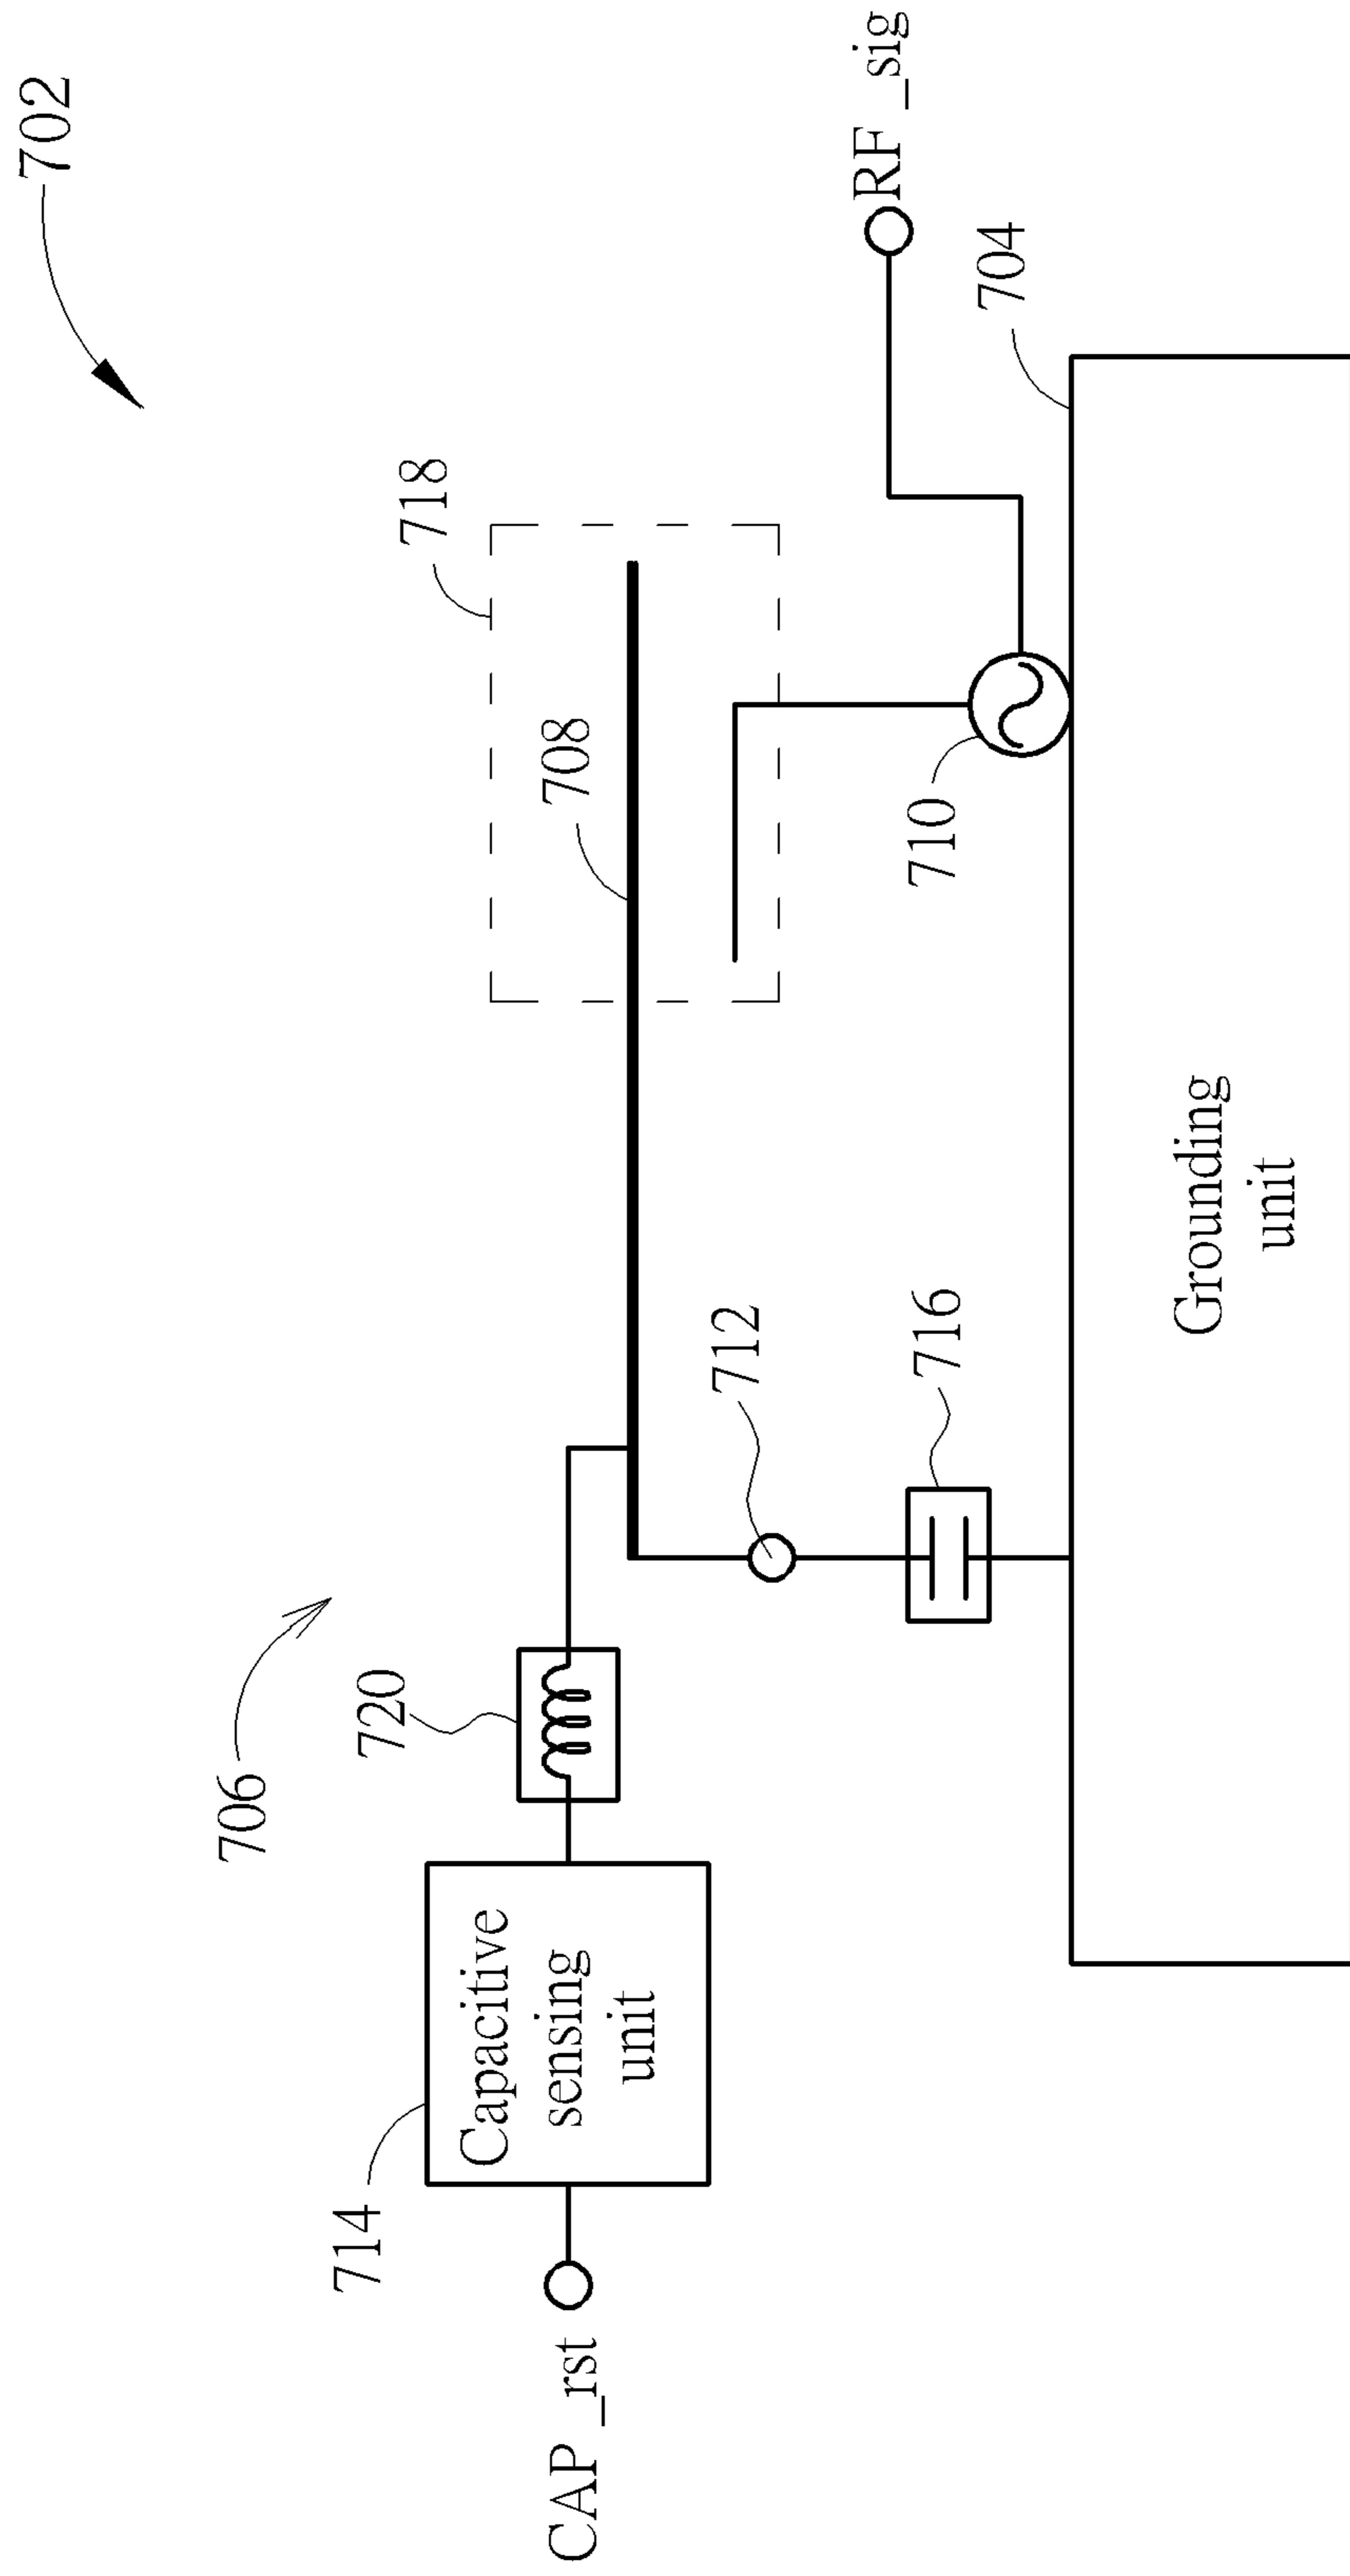 702
706
718
708
720
714
Capacitive
sensing
unit
CAP_rst
712
716
710
RF_sig
704
Grounding
unit